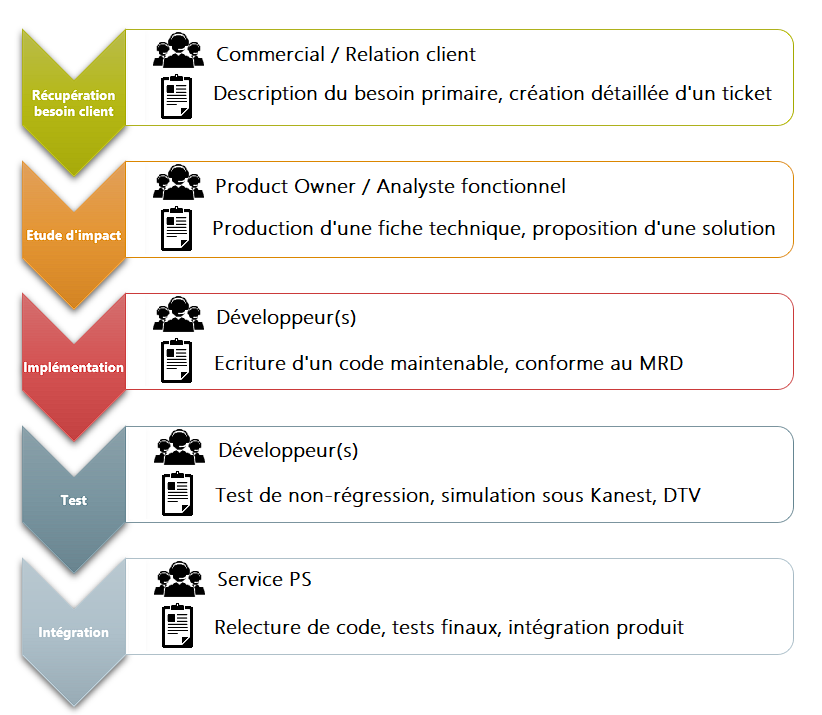 Récupération
besoin client
Commercial / Relation client
Description du besoin primaire, création détaillée d'un ticket
Etude d'impact
Product Owner / Analyste fonctionnel
Production d'une fiche technique, proposition d'une solution
Implémentation
Développeur(s)
Ecriture d'un code maintenable, conforme au MRD
Test
Développeur(s)
Test de non-régression, simulation sous Kanest, DTV
Intégration
Service PS
Relecture de code, tests finaux, intégration produit